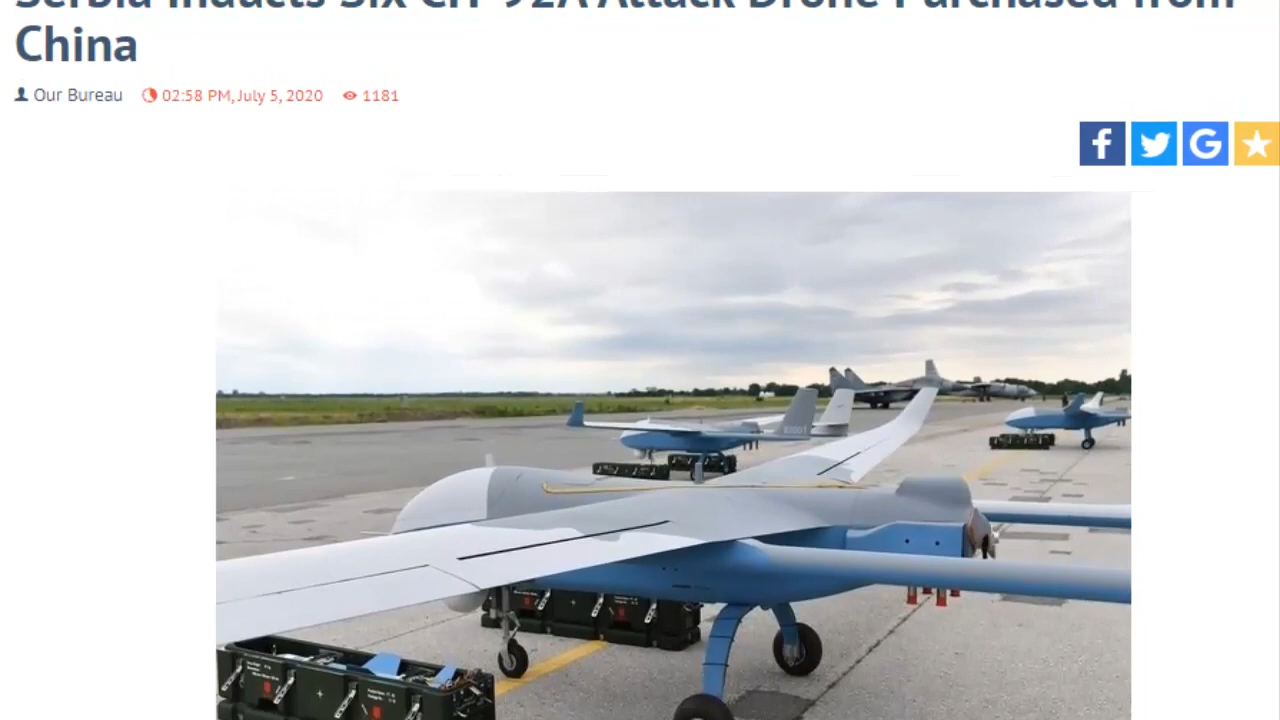 Serbia Inducts Six CH-92A Attack Drone Purchased from
China
Our Bureau 02:58 PM, July 5, 2020 1181